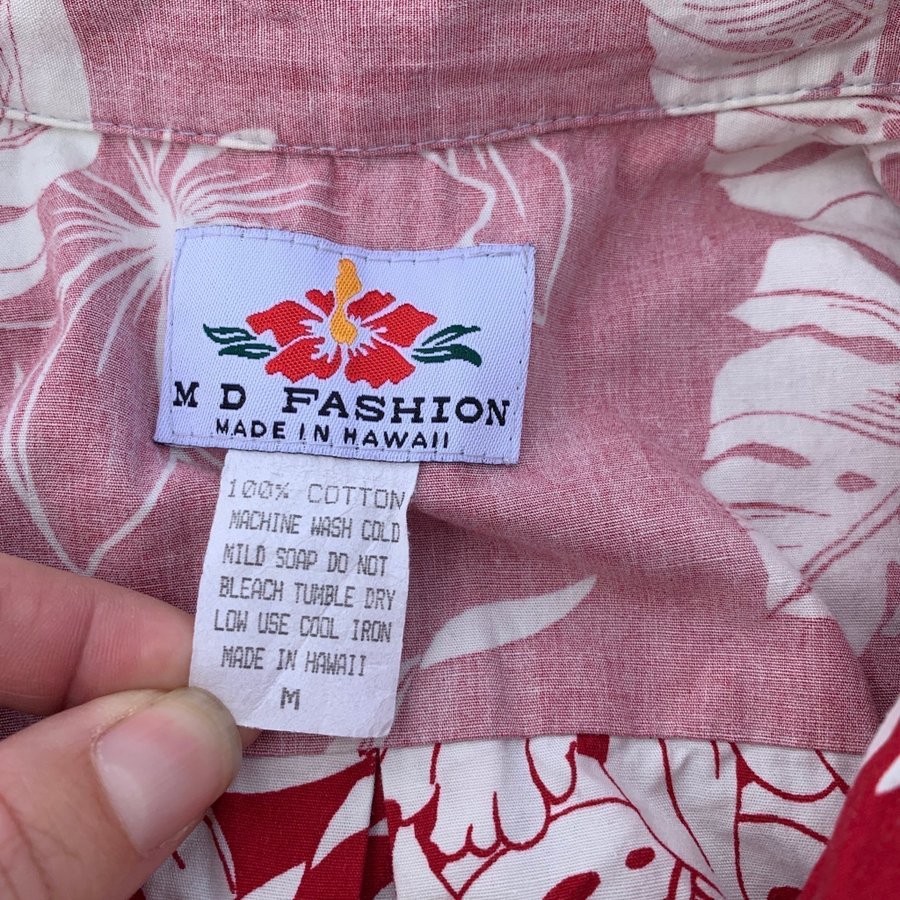 M D FASHION
MADE IN HAWAII
100% COTTON
MACHINE WASH COLD
MILD SOAP DO NOT
BLEACH TUMBLE DRY
LOW USE COOL IRON
MADE IN HAWAII
M